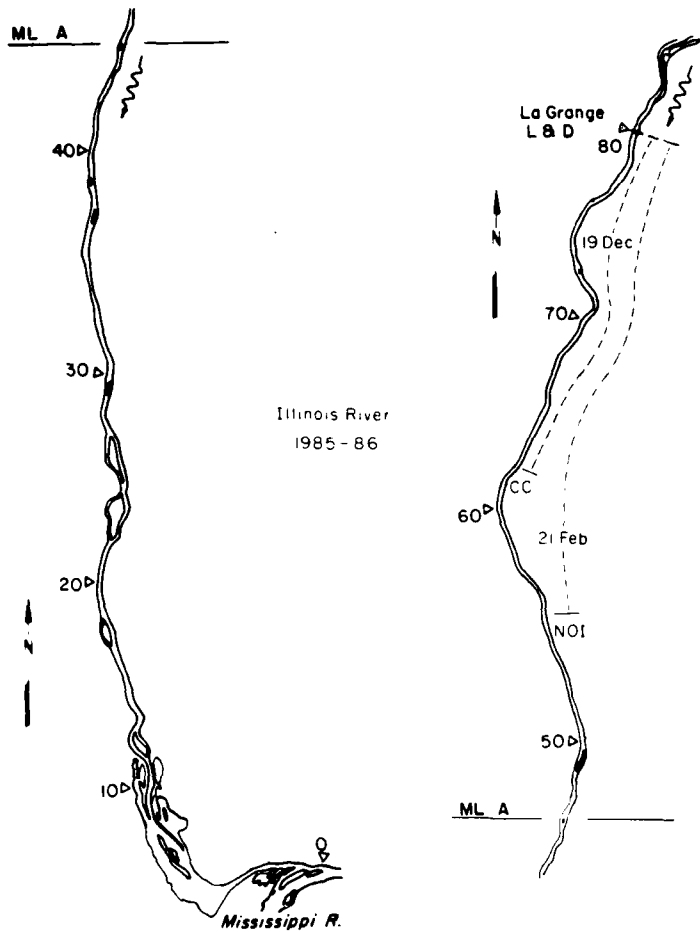 ML A
40
30
20
N
10
0
Mississippi R.
Illinois River
1985-86
La Grange
L & D
80
N
19 Dec
70
CC
60
21 Feb
NOI
50
ML A